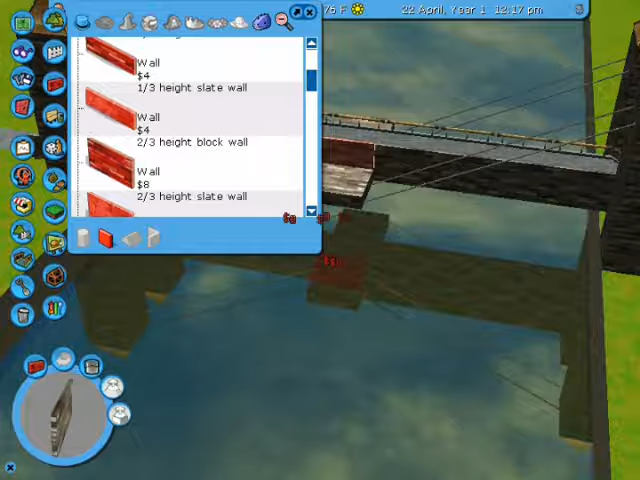 75 F
22 April, Year 1 12:17 pm
Wall
$4
1/3 height slate wall
Wall
$4
2/3 height block wall
Wall
$8
2/3 height slate wall